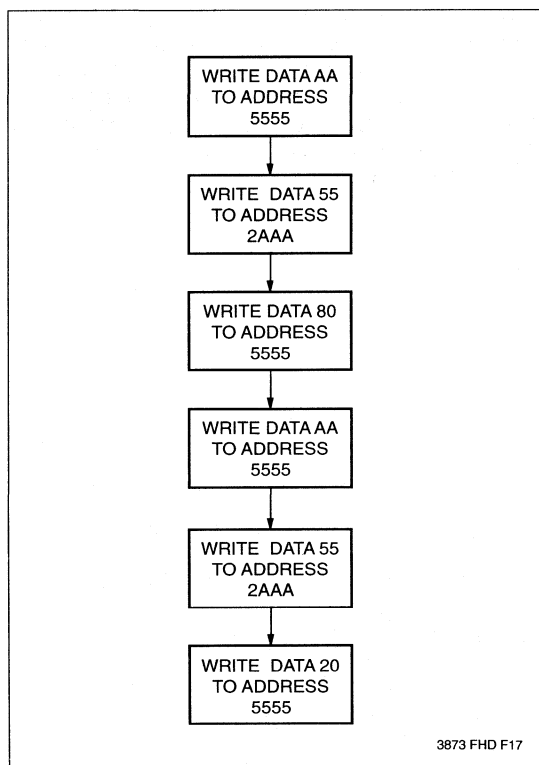 WRITE DATA AA
TO ADDRESS
5555
WRITE DATA 55
TO ADDRESS
2AAA
WRITE DATA 80
TO ADDRESS
5555
WRITE DATA AA
TO ADDRESS
5555
WRITE DATA 55
TO ADDRESS
2AAA
WRITE DATA 20
TO ADDRESS
5555
3873 FHD F17